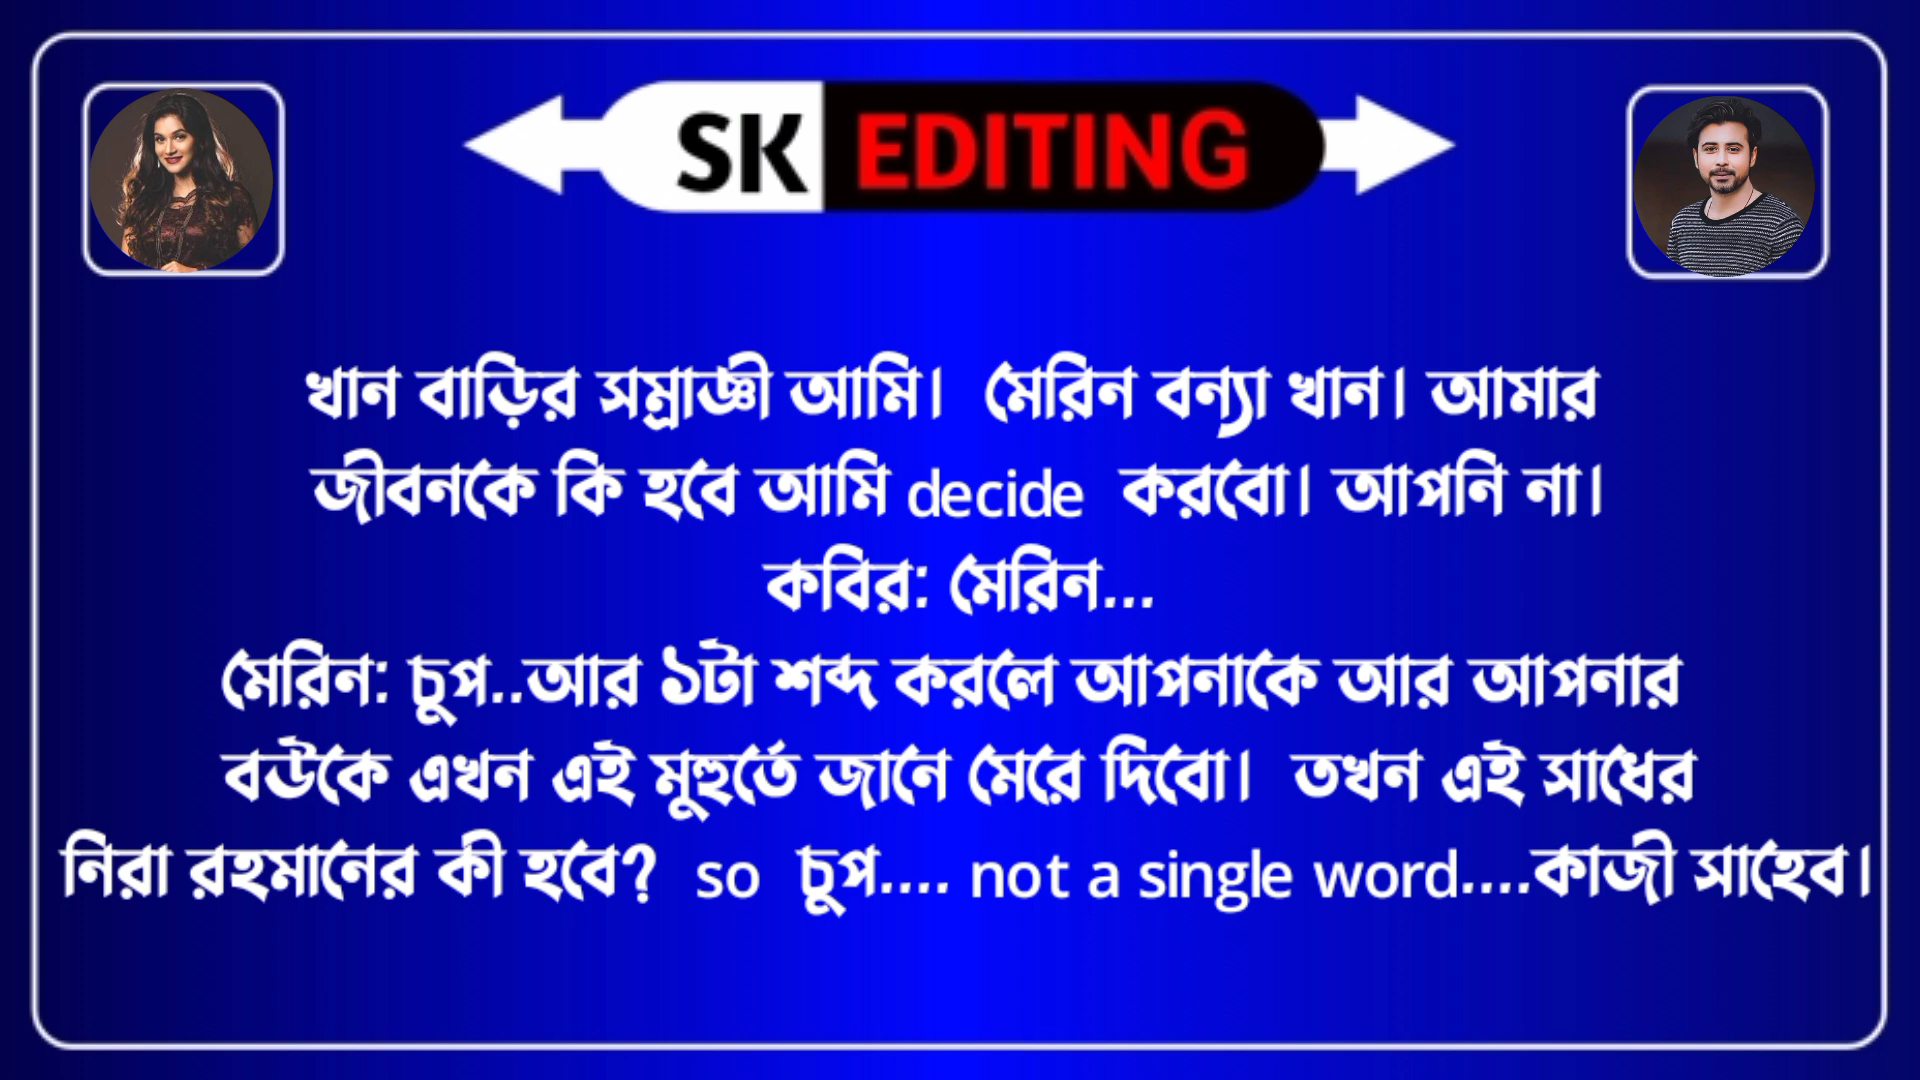 SK EDITING
খান বাড়ির সম্রাজ্ঞী আমি। মেরিন বন্যা খান। আমার
জীবনকে কি হবে আমি decide করবো। আপনি না।
কবির: মেরিন...
মেরিন: চুপ..আর ১টা শব্দ করলে আপনাকে আর আপনার
বউকে এখন এই মুহুর্তে জানে মেরে দিবো। তখন এই সাধের
নিরা রহমানের কী হবে? so চুপ.... not a single word....কাজী সাহেব।